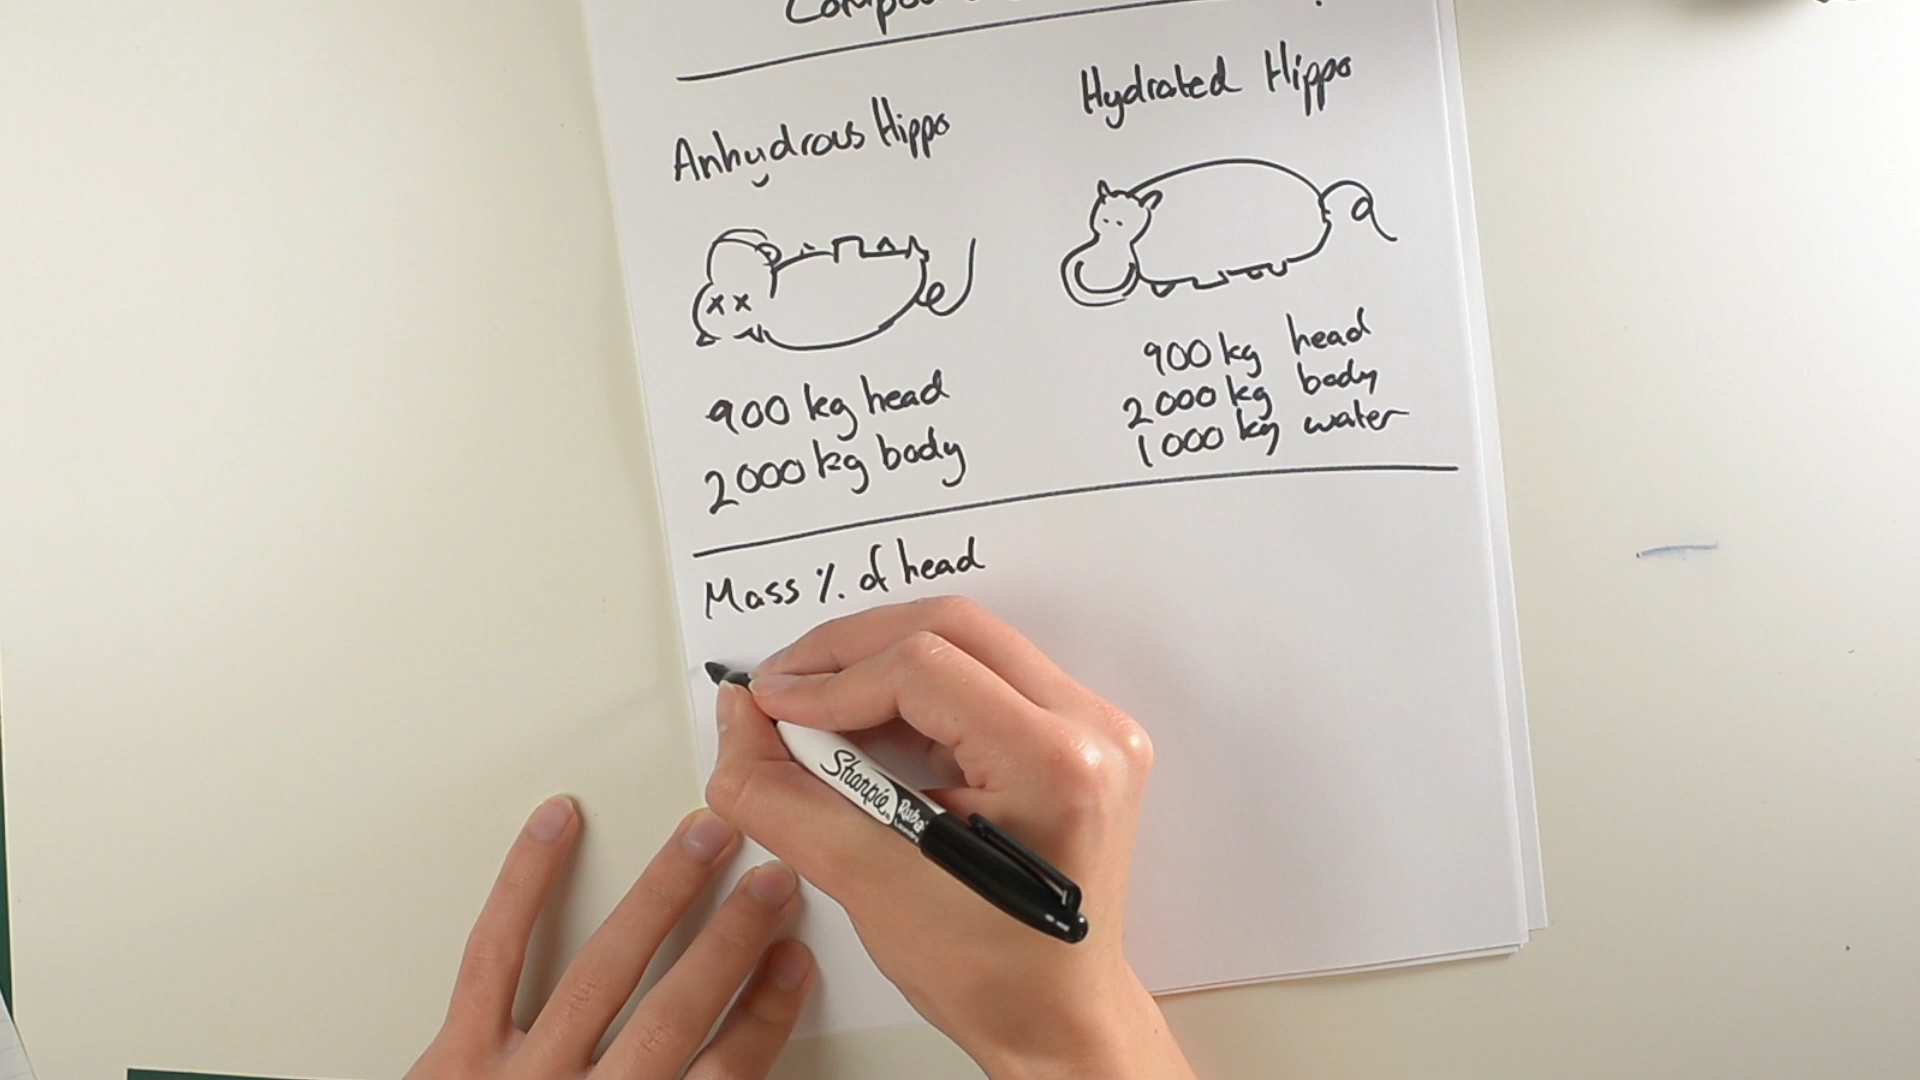 Anhydrous Hippo
Hydrated Hippo
900 kg head
2000 kg body
900 kg head
2000 kg body
1000 kg water
Mass % of head
Sharpie